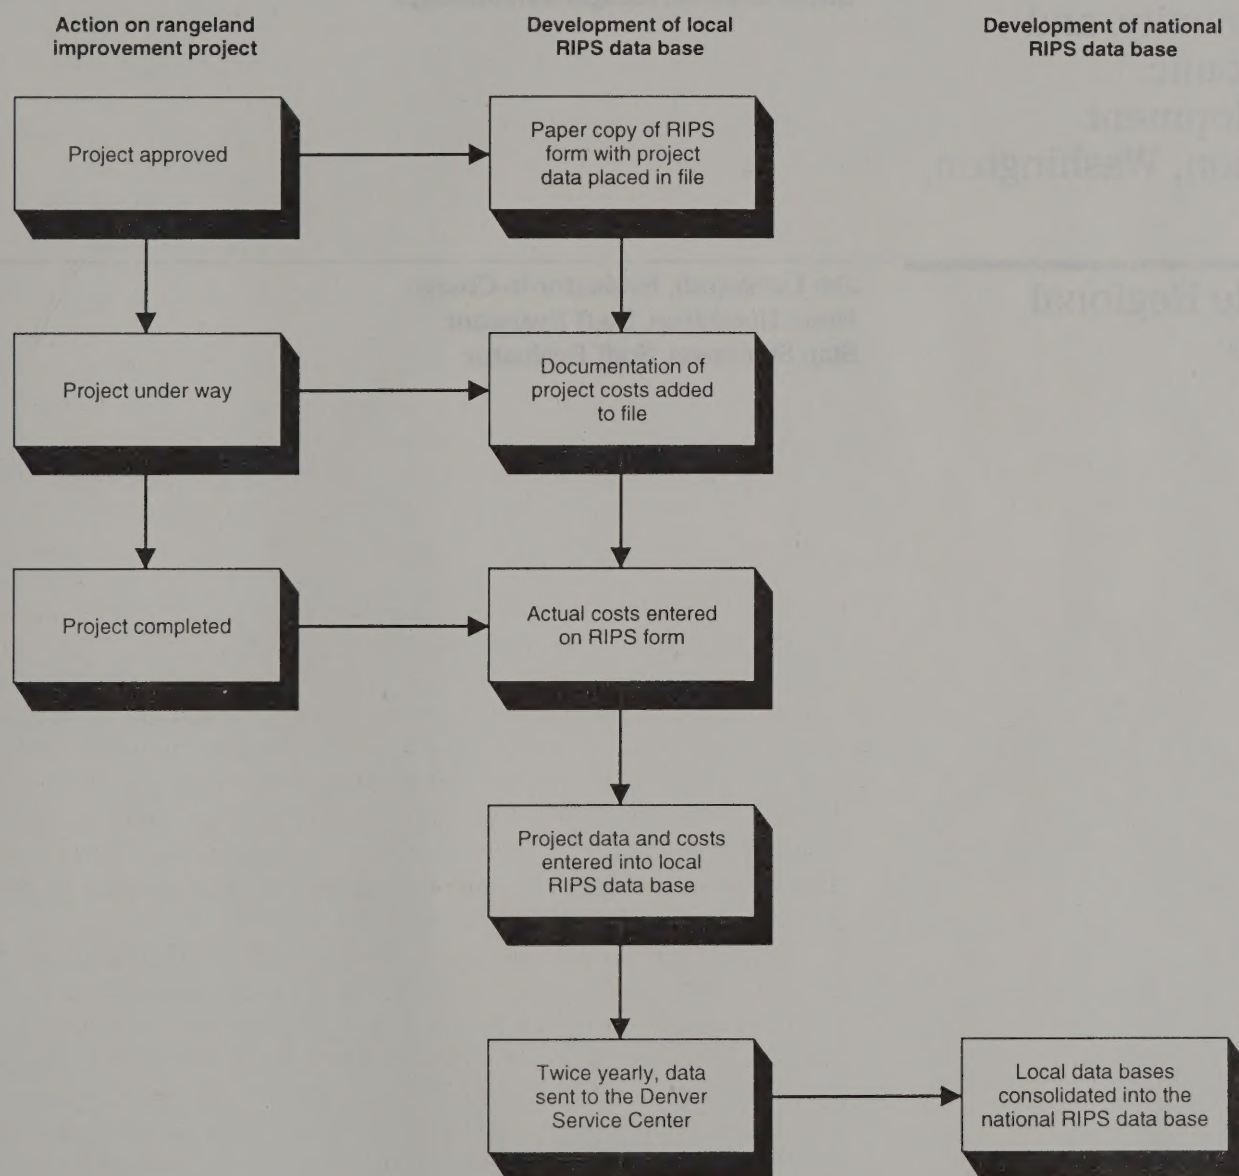 Action on rangeland
improvement project
Development of local
RIPS data base
Development of national
RIPS data base
Project approved
Paper copy of RIPS
form with project
data placed in file
Project under way
Documentation of
project costs added
to file
Project completed
Actual costs entered
on RIPS form
Project data and costs
entered into local
RIPS data base
Twice yearly, data
sent to the Denver
Service Center
Local data bases
consolidated into the
national RIPS data base